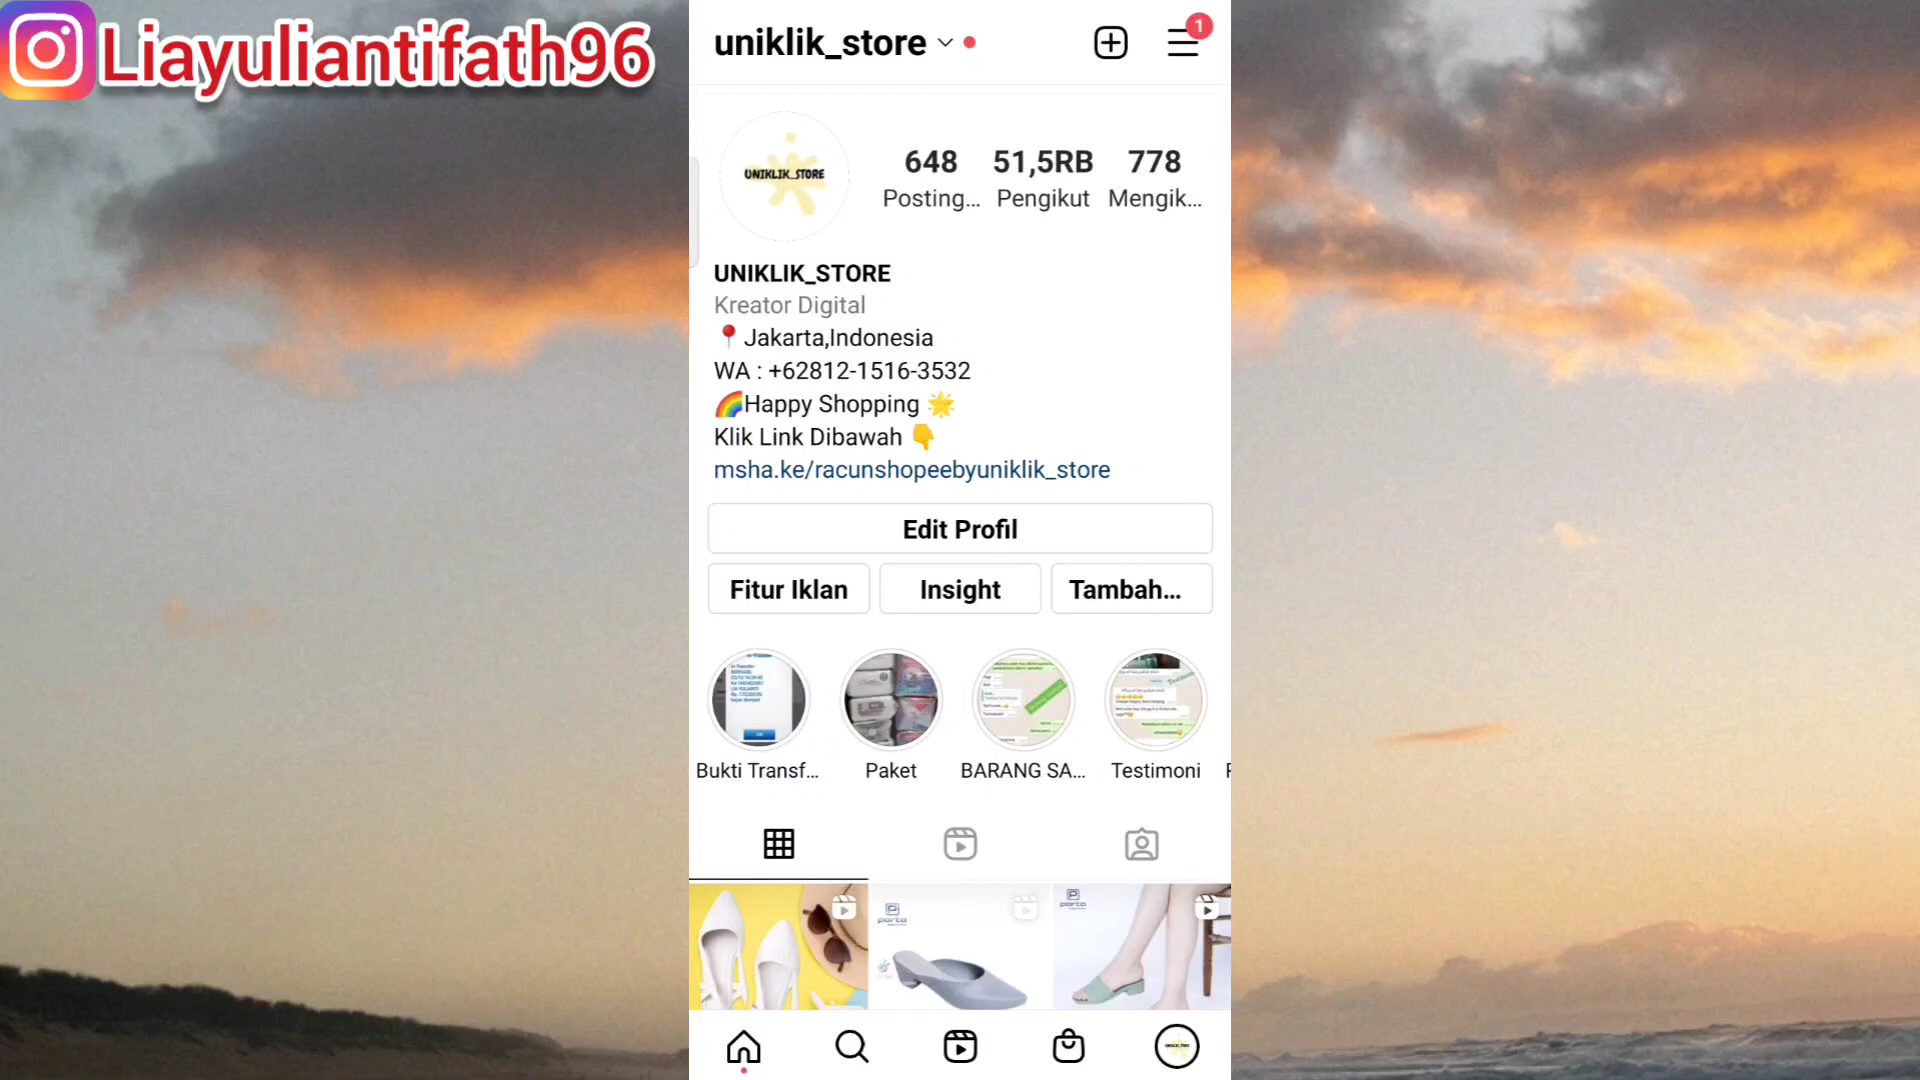 Liayuliantifath96
uniklik_store
1
UNIKLIK_STORE
648 51,5RB 778
Posting... Pengikut Mengik...
UNIKLIK_STORE
Kreator Digital
📍Jakarta,Indonesia
WA : +62812-1516-3532
🌈Happy Shopping 🌟
Klik Link Dibawah 👇
msha.ke/racunshopeebyuniklik_store
Edit Profil
Fitur Iklan Insight Tambah...
Bukti Transf... Paket BARANG SA... Testimoni
porto porto